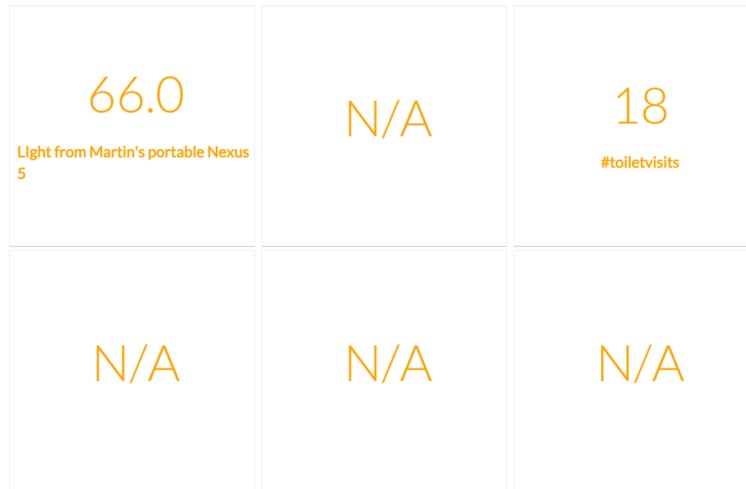 66.0
LIght from Martin's portable Nexus
5
N/A
18
#toiletvisits
N/A
N/A
N/A